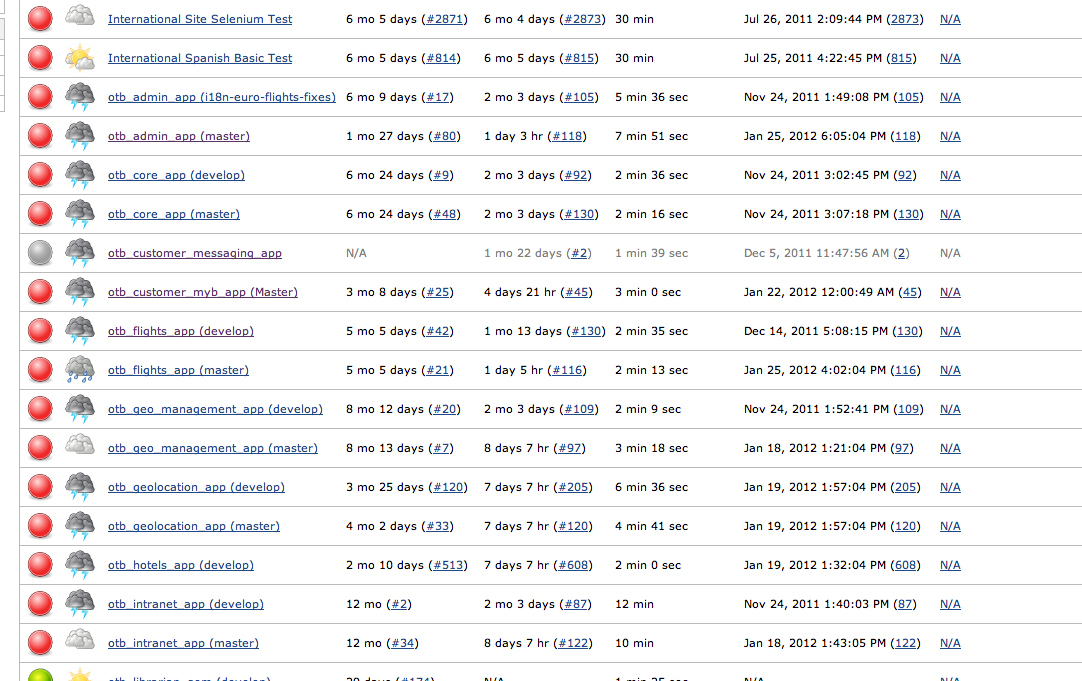 International Site Selenium Test 6 mo 5 days (#2871) 6 mo 4 days (#2873) 30 min Jul 26, 2011 2:09:44 PM (2873) N/A
International Spanish Basic Test 6 mo 5 days (#814) 6 mo 5 days (#815) 30 min Jul 25, 2011 4:22:45 PM (815) N/A
otb_admin_app (i18n-euro-flights-fixes) 6 mo 9 days (#17) 2 mo 3 days (#105) 5 min 36 sec Nov 24, 2011 1:49:08 PM (105) N/A
otb_admin_app (master) 1 mo 27 days (#80) 1 day 3 hr (#118) 7 min 51 sec Jan 25, 2012 6:05:04 PM (118) N/A
otb_core_app (develop) 6 mo 24 days (#9) 2 mo 3 days (#92) 2 min 36 sec Nov 24, 2011 3:02:45 PM (92) N/A
otb_core_app (master) 6 mo 24 days (#48) 2 mo 3 days (#130) 2 min 16 sec Nov 24, 2011 3:07:18 PM (130) N/A
otb_customer_messaging_app N/A 1 mo 22 days (#2) 1 min 39 sec Dec 5, 2011 11:47:56 AM (2) N/A
otb_customer_myb_app (Master) 3 mo 8 days (#25) 4 days 21 hr (#45) 3 min 0 sec Jan 22, 2012 12:00:49 AM (45) N/A
otb_flights_app (develop) 5 mo 5 days (#42) 1 mo 13 days (#130) 2 min 35 sec Dec 14, 2011 5:08:15 PM (130) N/A
otb_flights_app (master) 5 mo 5 days (#21) 1 day 5 hr (#116) 2 min 13 sec Jan 25, 2012 4:02:04 PM (116) N/A
otb_geo_management_app (develop) 8 mo 12 days (#20) 2 mo 3 days (#109) 2 min 9 sec Nov 24, 2011 1:52:41 PM (109) N/A
otb_geo_management_app (master) 8 mo 13 days (#7) 8 days 7 hr (#97) 3 min 18 sec Jan 18, 2012 1:21:04 PM (97) N/A
otb_geolocation_app (develop) 3 mo 25 days (#120) 7 days 7 hr (#205) 6 min 36 sec Jan 19, 2012 1:57:04 PM (205) N/A
otb_geolocation_app (master) 4 mo 2 days (#33) 7 days 7 hr (#120) 4 min 41 sec Jan 19, 2012 1:57:04 PM (120) N/A
otb_hotels_app (develop) 2 mo 10 days (#513) 7 days 7 hr (#608) 2 min 0 sec Jan 19, 2012 1:32:04 PM (608) N/A
otb_intranet_app (develop) 12 mo (#2) 2 mo 3 days (#87) 12 min Nov 24, 2011 1:40:03 PM (87) N/A
otb_intranet_app (master) 12 mo (#34) 8 days 7 hr (#122) 10 min Jan 18, 2012 1:43:05 PM (122) N/A